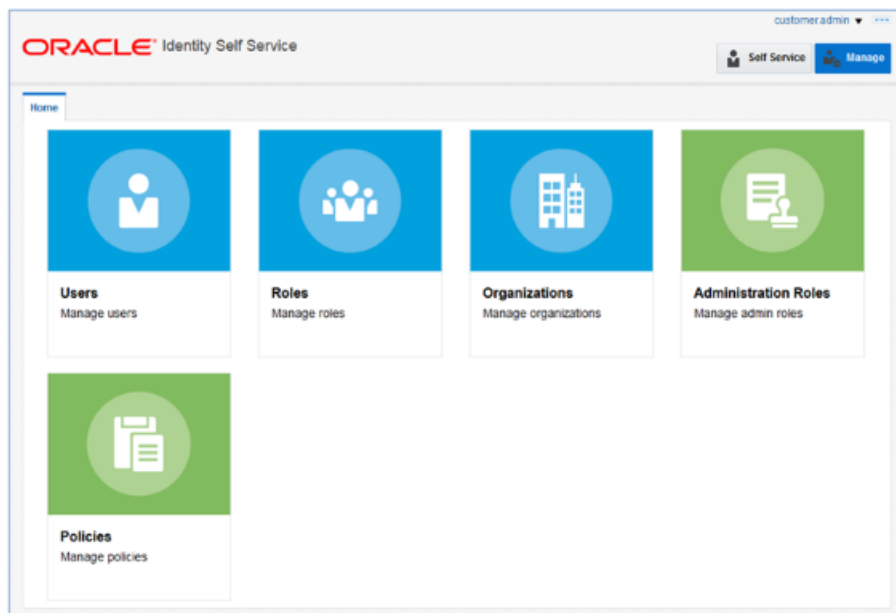 customer.admin
ORACLE Identity Self Service
Self Service
Manage
Home
Users
Manage users
Roles
Manage roles
Organizations
Manage organizations
Administration Roles
Manage admin roles
Policies
Manage policies